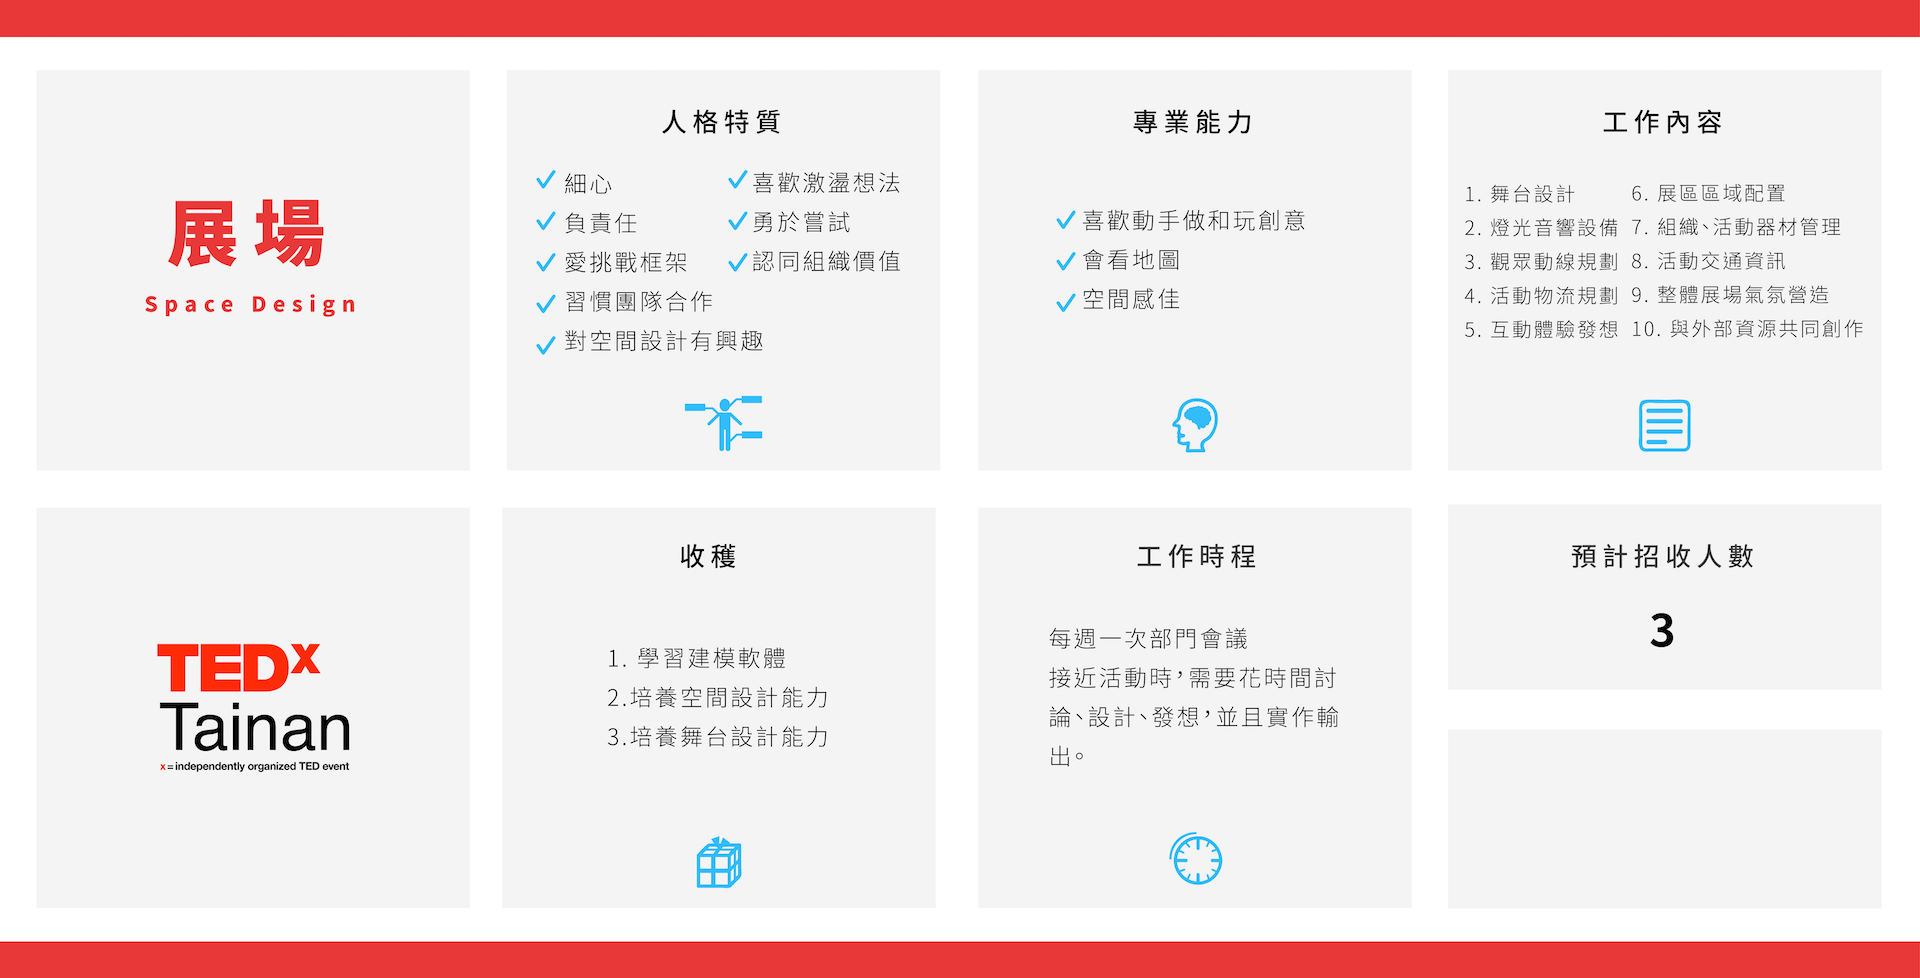 展場
Space Design
人格特質
細心
負責任
愛挑戰框架
習慣團隊合作
對空間設計有興趣
喜歡激盪想法
勇於嘗試
認同組織價值
專業能力
喜歡動手做和玩創意
會看地圖
空間感佳
工作內容
1. 舞台設計
2. 燈光音響設備
3. 觀眾動線規劃
4. 活動物流規劃
5. 互動體驗發想
6. 展區區域配置
7. 組織、活動器材管理
8. 活動交通資訊
9. 整體展場氣氛營造
10. 與外部資源共同創作
TEDx
Tainan
x = independently organized TED event
收穫
1. 學習建模軟體
2.培養空間設計能力
3.培養舞台設計能力
工作時程
每週一次部門會議
接近活動時，需要花時間討
論、設計、發想，並且實作輸
出。
預計招收人數
3